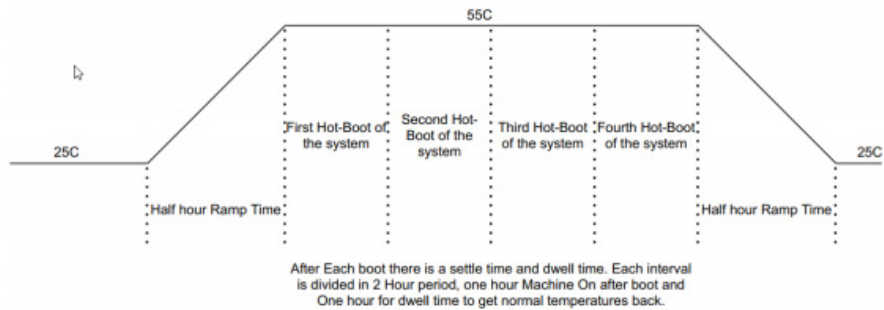 55C
First Hot-Boot of
the system
Second Hot-
Boot of the
system
Third Hot-Boot
of the system
Fourth Hot-Boot
of the system
25C
25C
Half hour Ramp Time
Half hour Ramp Time
After Each boot there is a settle time and dwell time. Each interval
is divided in 2 Hour period, one hour Machine On after boot and
One hour for dwell time to get normal temperatures back.